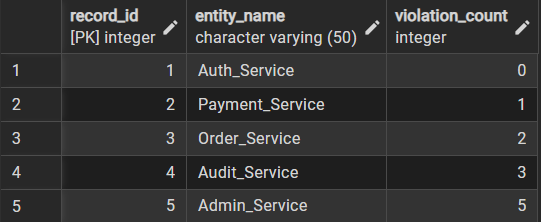 record_id entity_name violation_count
[PK] integer character varying (50) integer
1 1 Auth_Service 0
2 2 Payment_Service 1
3 3 Order_Service 2
4 4 Audit_Service 3
5 5 Admin_Service 5